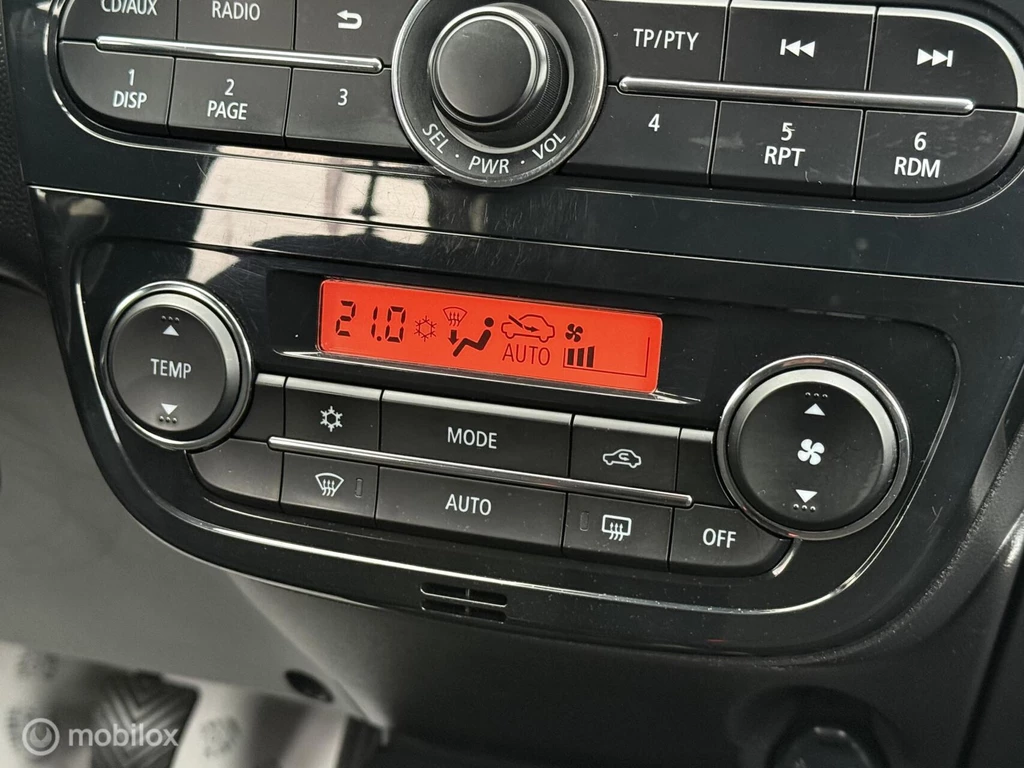 CD/AUX
RADIO
TP/PTY
1
DISP
2
PAGE
3
4
5
RPT
6
RDM
SEL · PWR · VOL
21.0
AUTO
TEMP
MODE
AUTO
OFF
mobilox